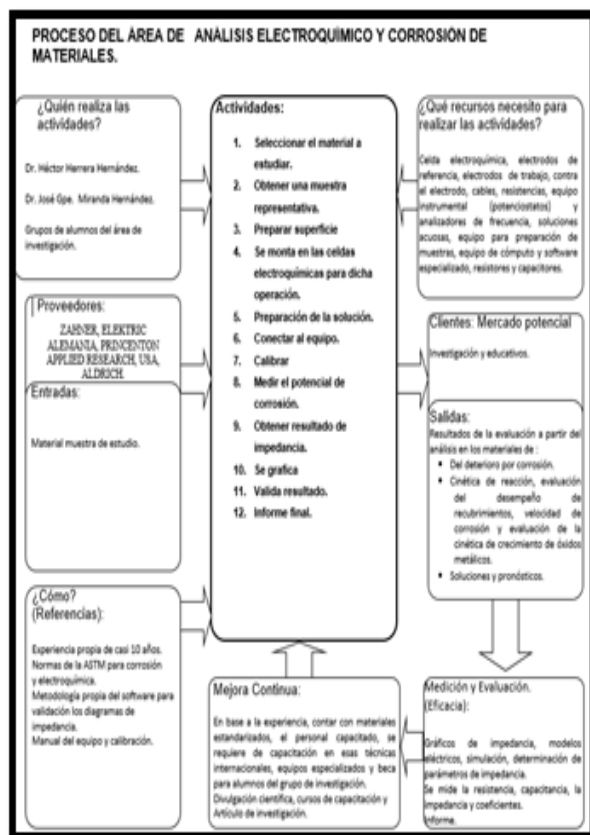 PROCESO DEL ÁREA DE ANÁLISIS ELECTROQUÍMICO Y CORROSIÓN DE
MATERIALES.
¿Quién realiza las
actividades?
Dr. Héctor Herrera Hernández.
Dr. José Gpe. Miranda Hernández.
Grupos de alumnos del área de
investigación.
Proveedores:
ZAHNER, ELEKTRIC
ALEMANIA, PRINCENTON
APPLIED RESEARCH, USA,
ALDRICH.
Entradas:
Material muestra de estudio.
¿Cómo?
(Referencias):
Experiencia propia de casi 10 años.
Normas de la ASTM para corrosión
y electroquímica.
Metodología propia del software para
validación los diagramas de
impedancia.
Manual del equipo y calibración.
Actividades:
1. Seleccionar el material a
estudiar.
2. Obtener una muestra
representativa.
3. Preparar superficie
4. Se monta en las celdas
electroquímicas para dicha
operación.
5. Preparación de la solución.
6. Conectar al equipo.
7. Calibrar
8. Medir el potencial de
corrosión.
9. Obtener resultado de
impedancia.
10. Se grafica
11. Valida resultado.
12. Informe final.
¿Qué recursos necesito para
realizar las actividades?
Celda electroquímica, electrodos de
referencia, electrodos de trabajo, contra
el electrodo, cables, resistencias, equipo
instrumental (potenciostatos) y
analizadores de frecuencia, soluciones
acuosas, equipo para preparación de
muestras, equipo de cómputo y software
especializado, resistores y capacitores.
Clientes: Mercado potencial
Investigación y educativos.
Salidas:
Resultados de la evaluación a partir del
análisis en los materiales de :
• Del deterioro por corrosión.
• Cinética de reacción, evaluación
del desempeño de
recubrimientos, velocidad de
corrosión y evaluación de la
cinética de crecimiento de óxidos
metálicos.
• Soluciones y pronósticos.
Medición y Evaluación.
(Eficacia):
Gráficos de impedancia, modelos
eléctricos, simulación, determinación de
parámetros de impedancia.
Se mide la resistencia, capacitancia, la
impedancia y coeficientes.
Informe.
Mejora Continua:
En base a la experiencia, contar con materiales
estandarizados, el personal capacitado, se
requiere de capacitación en esas técnicas
internacionales, equipos especializados y beca
para alumnos del grupo de investigación.
Divulgación científica, cursos de capacitación y
Artículo de investigación.